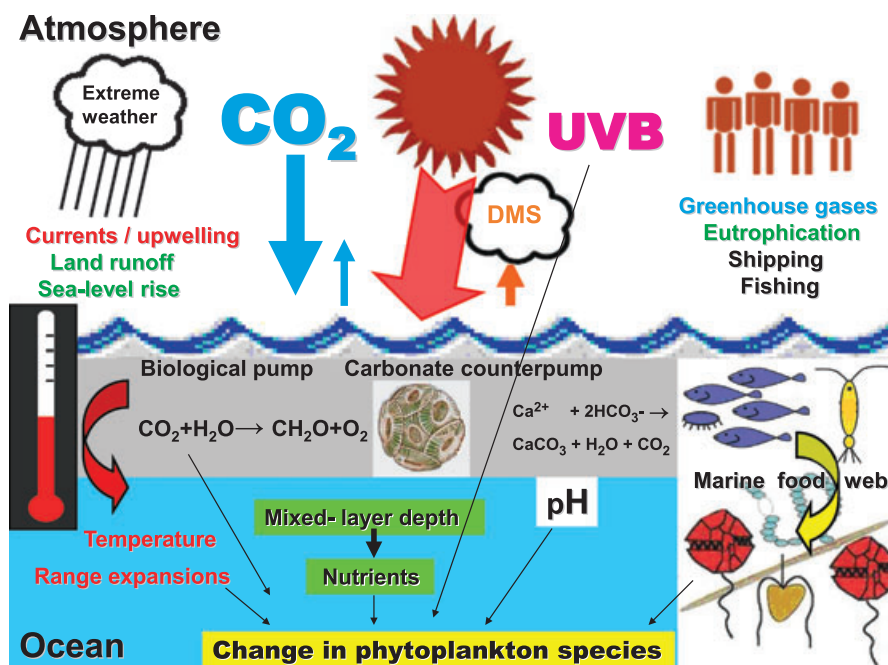 Atmosphere
Extreme
weather
CO₂
UVB
DMS
Currents / upwelling
Land runoff
Sea-level rise
Greenhouse gases
Eutrophication
Shipping
Fishing
Biological pump
Carbonate counterpump
CO₂+H₂O→ CH₂O+O₂
Ca²⁺ + 2HCO₃- →
CaCO₃ + H₂O + CO₂
Marine food web
pH
Mixed- layer depth
Nutrients
Temperature
Range expansions
Ocean
Change in phytoplankton species